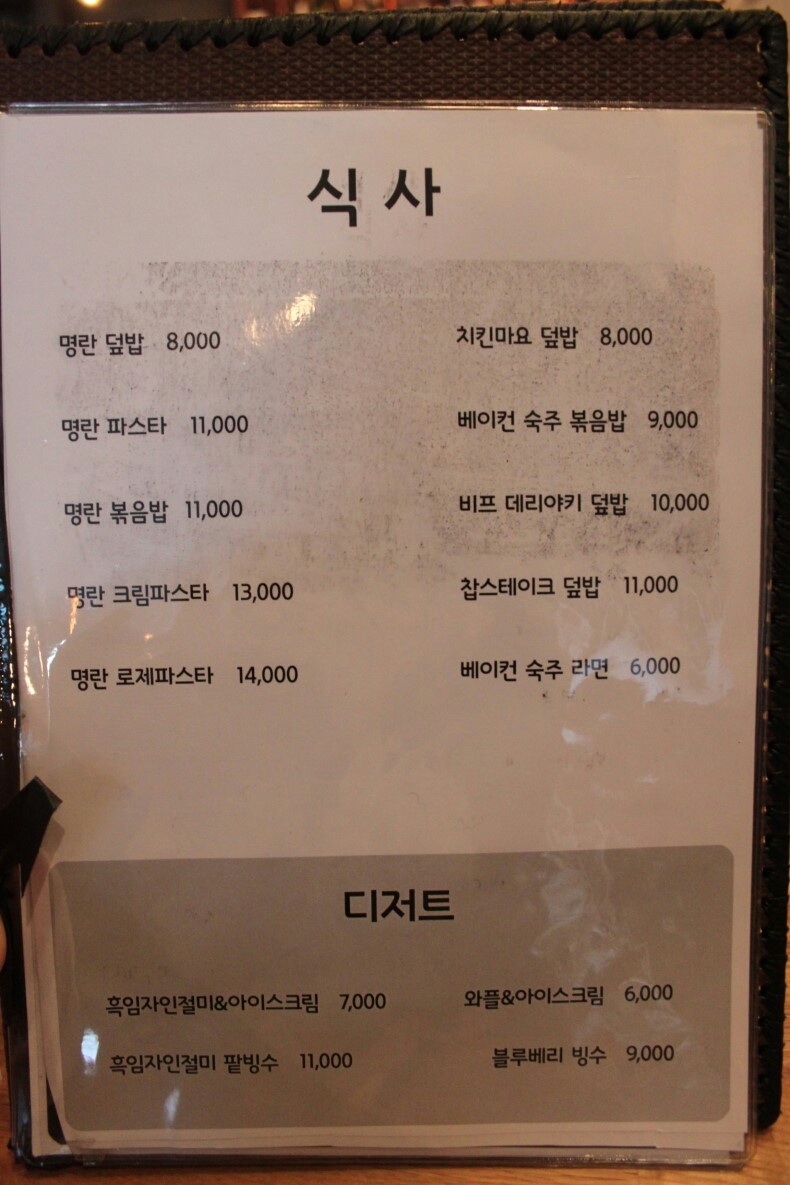 식사
명란 덮밥 8,000
명란 파스타 11,000
명란 볶음밥 11,000
명란 크림파스타 13,000
명란 로제파스타 14,000
치킨마요 덮밥 8,000
베이컨 숙주 볶음밥 9,000
비프 데리야키 덮밥 10,000
찹스테이크 덮밥 11,000
베이컨 숙주 라면 6,000
디저트
흑임자인절미&아이스크림 7,000
흑임자인절미 팥빙수 11,000
와플&아이스크림 6,000
블루베리 빙수 9,000